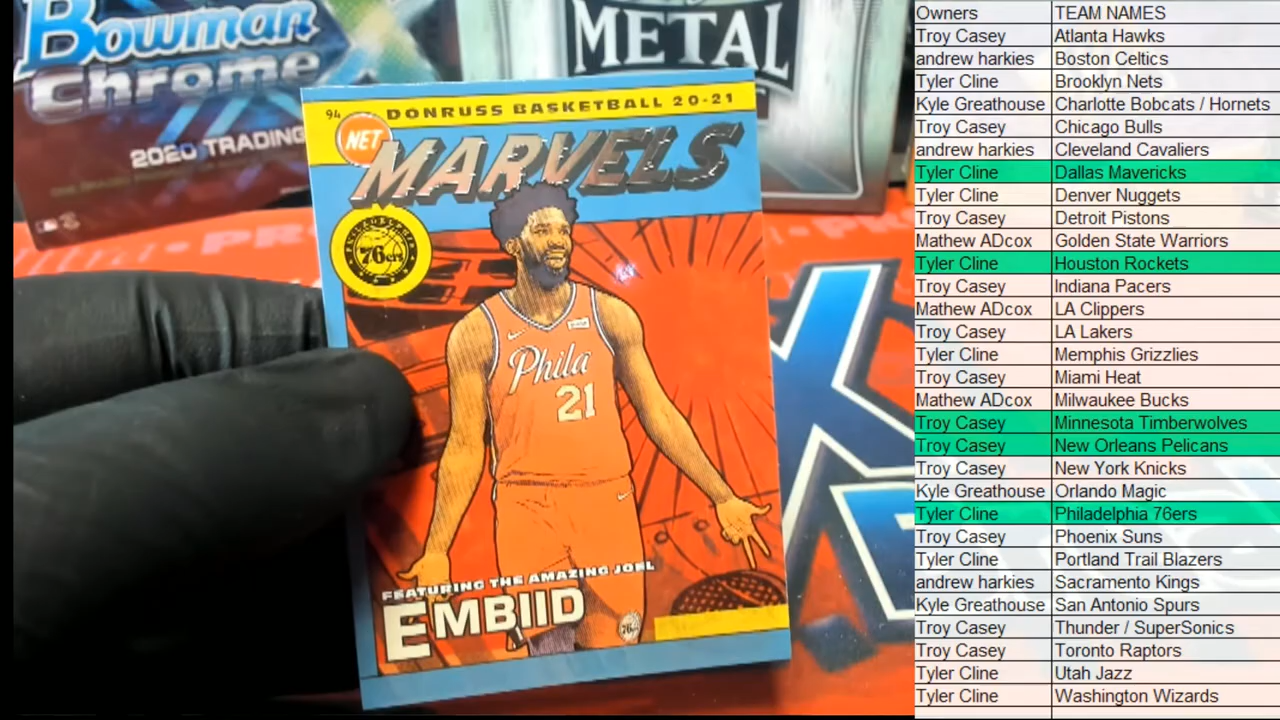 Bowman
Chrome
2020 TRADING
METAL
94 DONRUSS BASKETBALL 20-21
NET
MARVELS
PHILADELPHIA
76ers
Phila
21
FEATURING THE AMAZING JOEL
EMBIID
Owners TEAM NAMES
Troy Casey Atlanta Hawks
andrew harkies Boston Celtics
Tyler Cline Brooklyn Nets
Kyle Greathouse Charlotte Bobcats / Hornets
Troy Casey Chicago Bulls
andrew harkies Cleveland Cavaliers
Tyler Cline Dallas Mavericks
Tyler Cline Denver Nuggets
Troy Casey Detroit Pistons
Mathew ADcox Golden State Warriors
Tyler Cline Houston Rockets
Troy Casey Indiana Pacers
Mathew ADcox LA Clippers
Troy Casey LA Lakers
Tyler Cline Memphis Grizzlies
Troy Casey Miami Heat
Mathew ADcox Milwaukee Bucks
Troy Casey Minnesota Timberwolves
Troy Casey New Orleans Pelicans
Troy Casey New York Knicks
Kyle Greathouse Orlando Magic
Tyler Cline Philadelphia 76ers
Troy Casey Phoenix Suns
Tyler Cline Portland Trail Blazers
andrew harkies Sacramento Kings
Kyle Greathouse San Antonio Spurs
Troy Casey Thunder / SuperSonics
Troy Casey Toronto Raptors
Tyler Cline Utah Jazz
Tyler Cline Washington Wizards